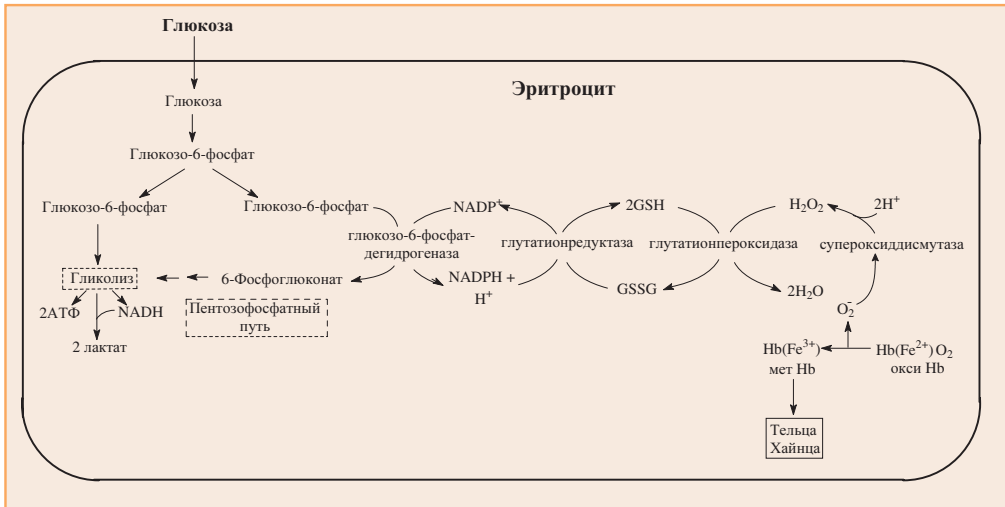 Глюкоза
Эритроцит
Глюкоза
Глюкозо-6-фосфат
Глюкозо-6-фосфат
Глюкозо-6-фосфат
глюкозо-6-фосфат-
дегидрогеназа
6-Фосфоглюконат
Гликолиз
2АТФ
NADH
2 лактат
Пентозофосфатный
путь
NADP⁺
NADPH +
H⁺
глутатионредуктаза
2GSH
GSSG
глутатионпероксидаза
H₂O₂
2H₂O
2H⁺
супероксиддисмутаза
O₂⁻
Hb(Fe³⁺)
мет Hb
Hb(Fe²⁺) O₂
окси Hb
Тельца
Хайнца